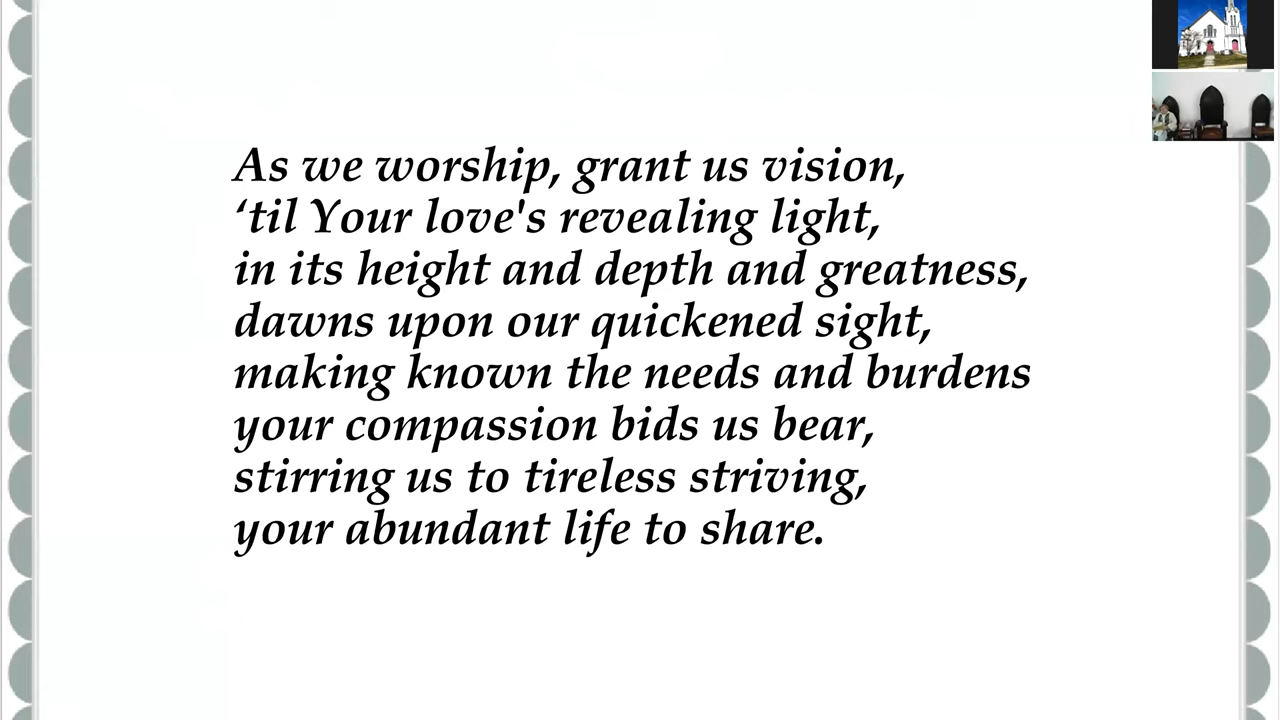 As we worship, grant us vision,
‘til Your love's revealing light,
in its height and depth and greatness,
dawns upon our quickened sight,
making known the needs and burdens
your compassion bids us bear,
stirring us to tireless striving,
your abundant life to share.